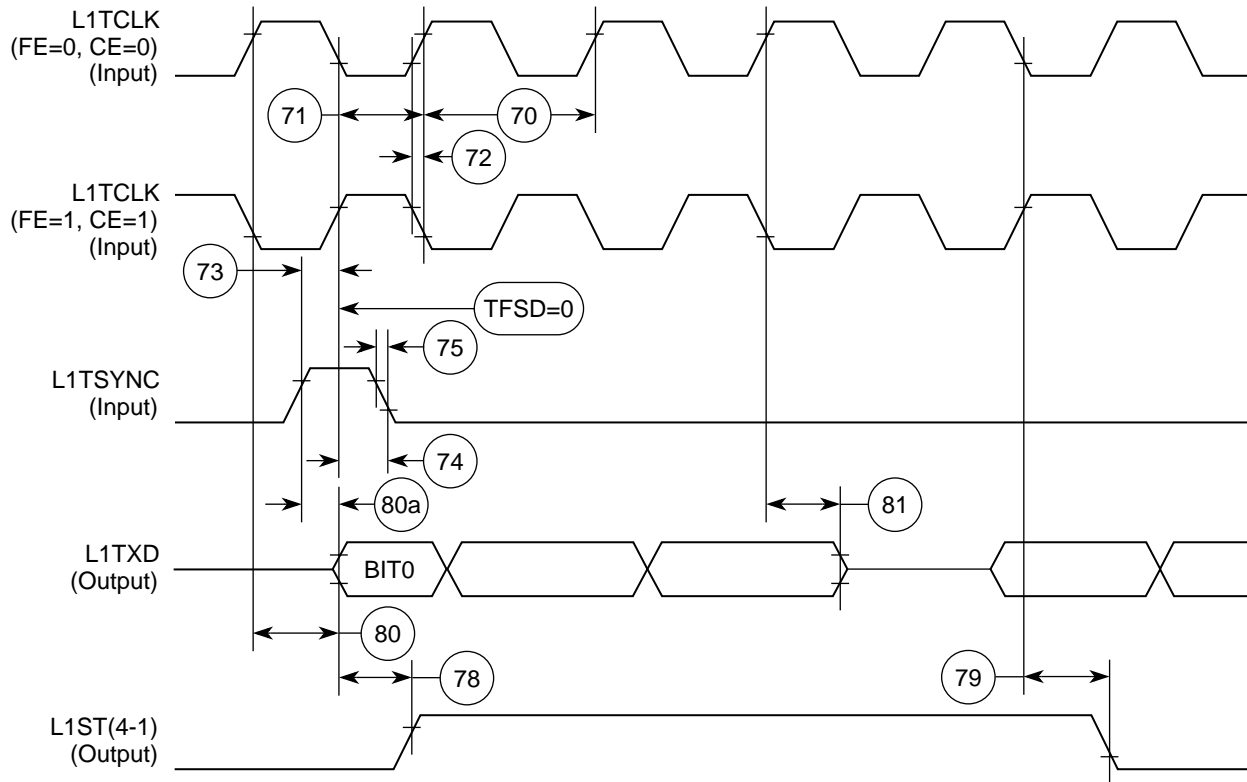 L1TCLK
(FE=0, CE=0)
(Input)
71
70
72
L1TCLK
(FE=1, CE=1)
(Input)
73
TFSD=0
75
L1TSYNC
(Input)
74
80a
81
L1TXD
(Output)
BIT0
80
78
79
L1ST(4-1)
(Output)